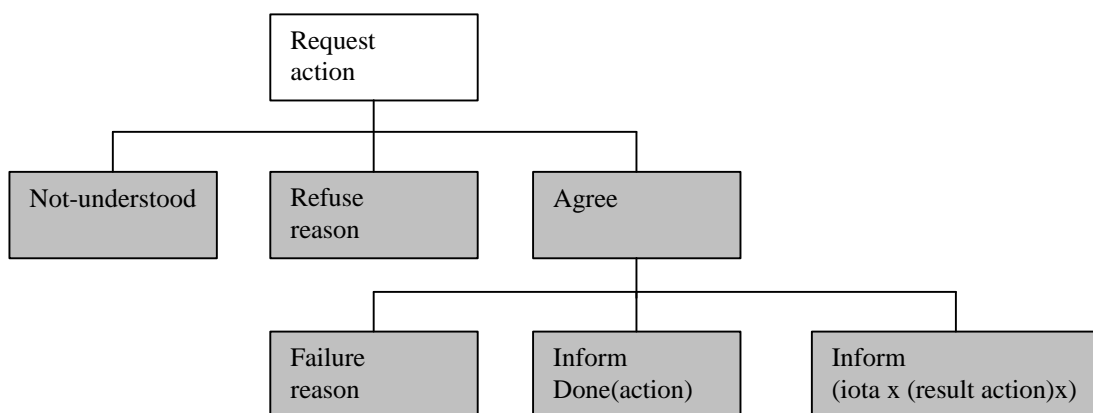 Request
action
Not-understood
Refuse
reason
Agree
Failure
reason
Inform
Done(action)
Inform
(iota x (result action)x)